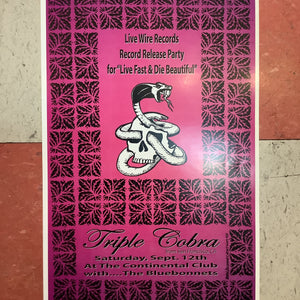 Live Wire Records
Record Release Party
for "Live Fast & Die Beautiful"
Triple Cobra
Saturday, Sept. 12th
At The Continental Club
with....The Bluebonnets